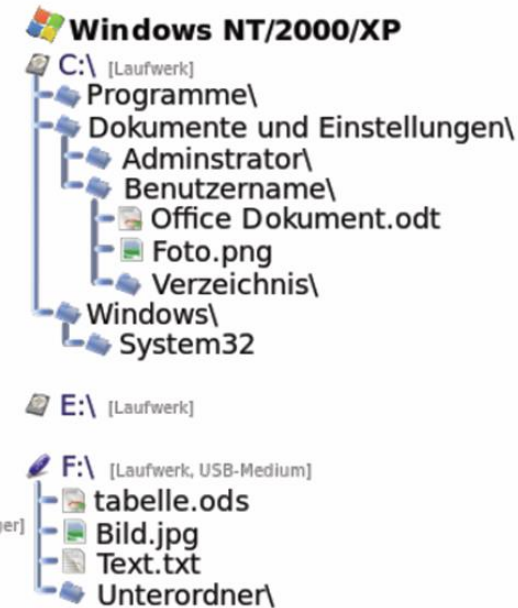 Windows NT/2000/XP
C:\ [Laufwerk]
Programme\
Dokumente und Einstellungen\
Adminstrator\
Benutzername\
Office Dokument.odt
Foto.png
Verzeichnis\
Windows\
System32
E:\ [Laufwerk]
F:\ [Laufwerk, USB-Medium]
tabelle.ods
er]
Bild.jpg
Text.txt
Unterordner\